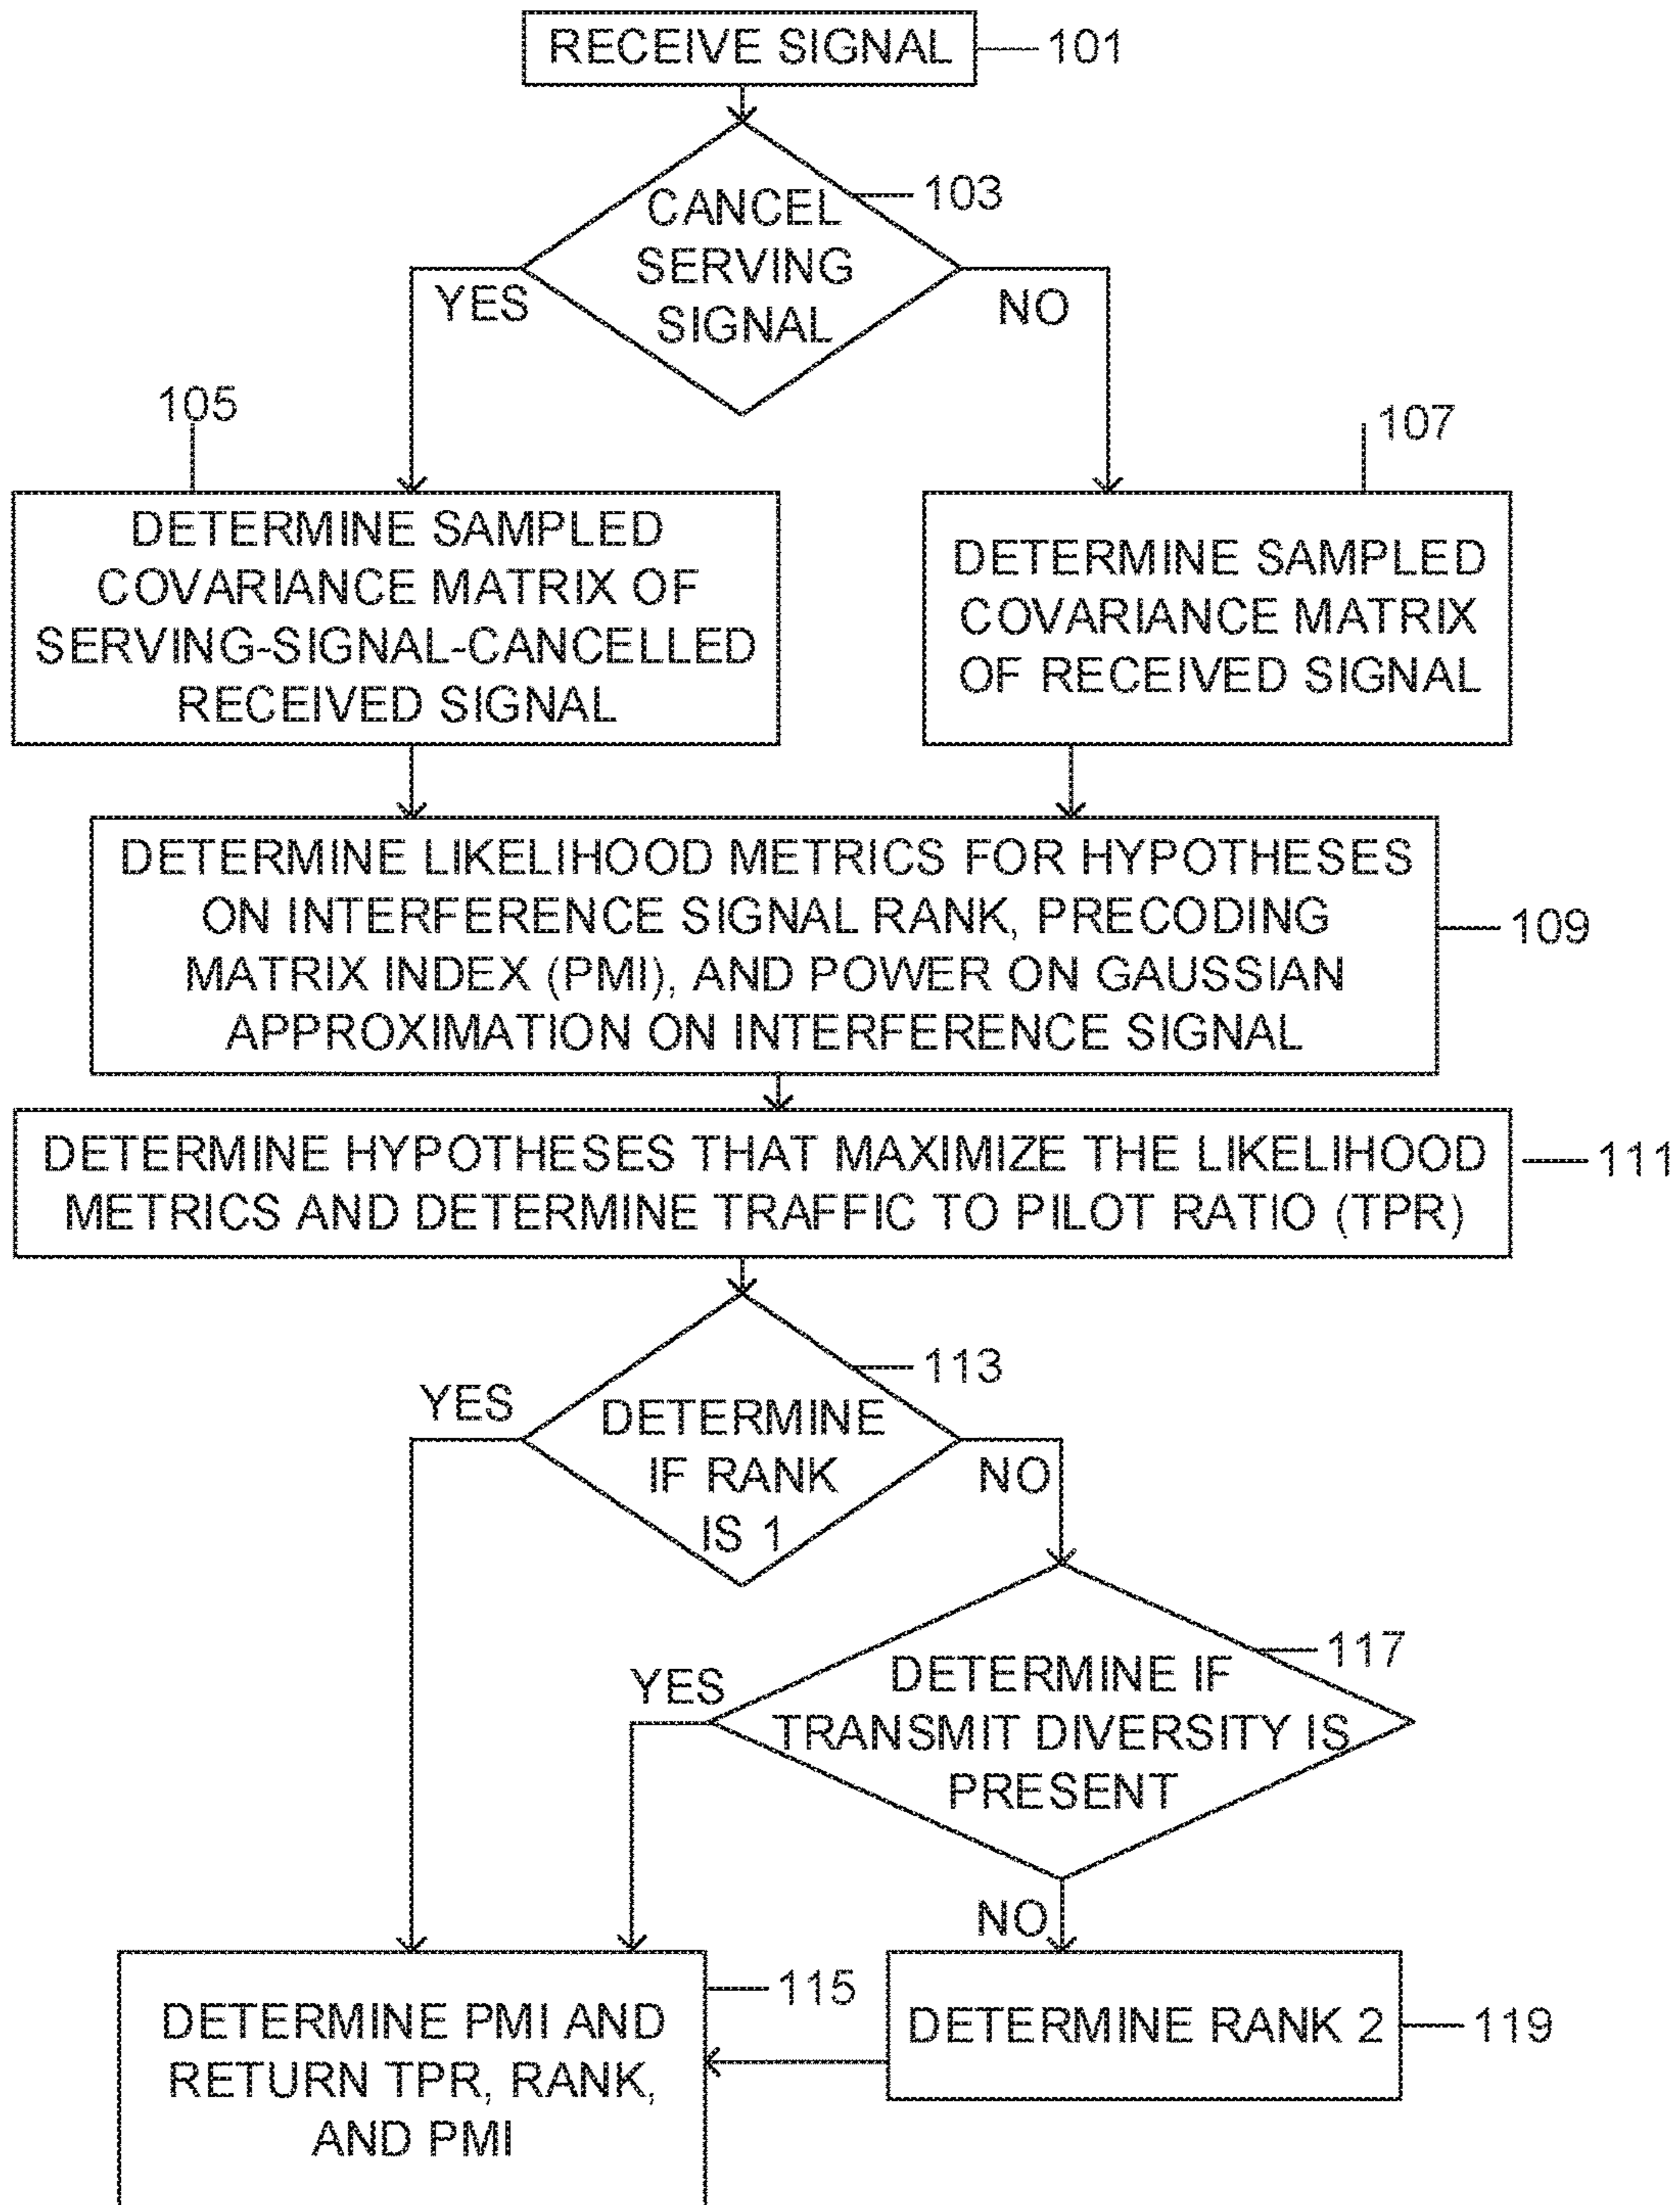 RECEIVE SIGNAL
101
CANCEL
SERVING
SIGNAL
103
YES
NO
105
107
DETERMINE SAMPLED
COVARIANCE MATRIX OF
SERVING-SIGNAL-CANCELLED
RECEIVED SIGNAL
DETERMINE SAMPLED
COVARIANCE MATRIX
OF RECEIVED SIGNAL
DETERMINE LIKELIHOOD METRICS FOR HYPOTHESES
ON INTERFERENCE SIGNAL RANK, PRECODING
MATRIX INDEX (PMI), AND POWER ON GAUSSIAN
APPROXIMATION ON INTERFERENCE SIGNAL
109
DETERMINE HYPOTHESES THAT MAXIMIZE THE LIKELIHOOD
METRICS AND DETERMINE TRAFFIC TO PILOT RATIO (TPR)
111
113
YES
DETERMINE
IF RANK
IS 1
NO
117
YES
DETERMINE IF
TRANSMIT DIVERSITY IS
PRESENT
NO
115
DETERMINE PMI AND
RETURN TPR, RANK,
AND PMI
DETERMINE RANK 2
119